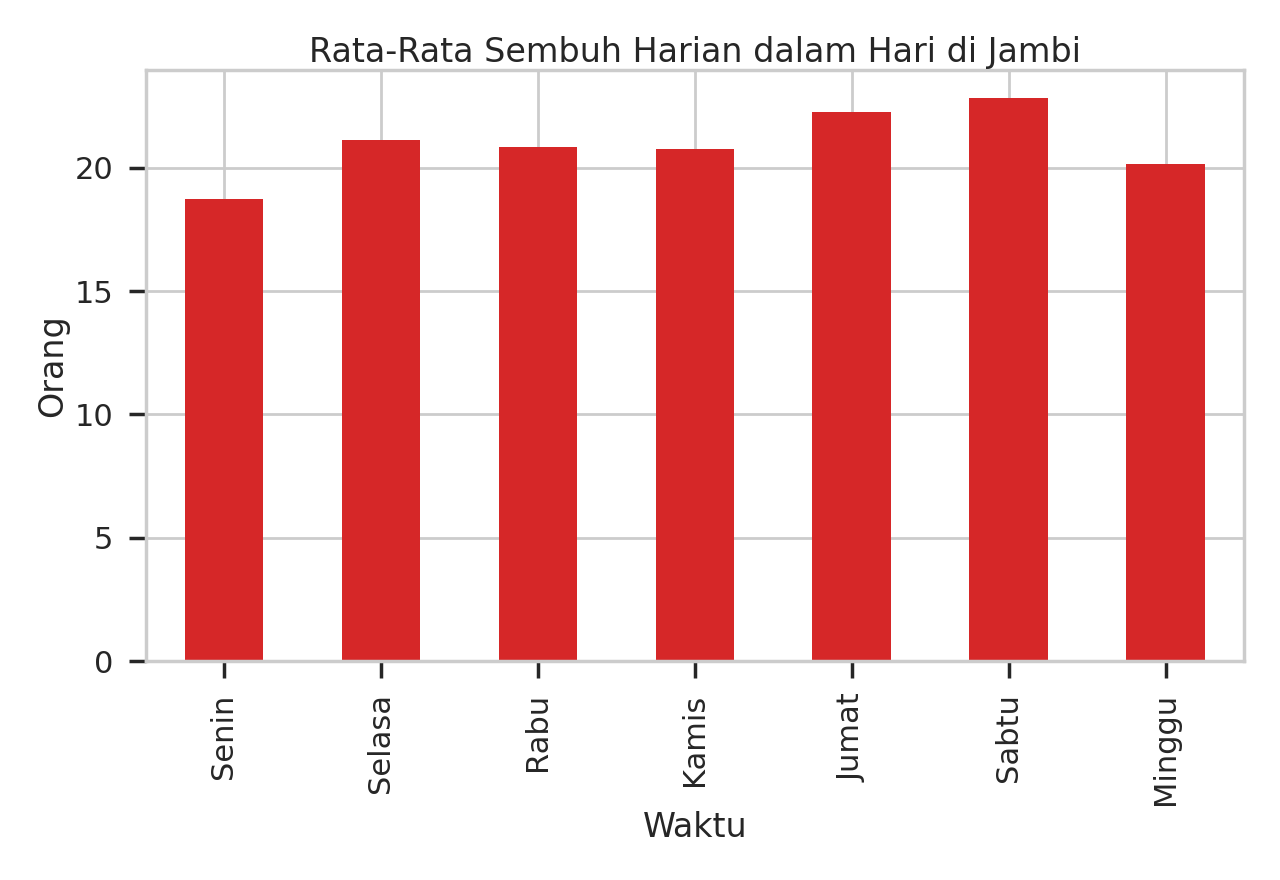 Rata-Rata Sembuh Harian dalam Hari di Jambi
Orang
20
15
10
5
0
Senin
Selasa
Rabu
Kamis
Jumat
Sabtu
Minggu
Waktu